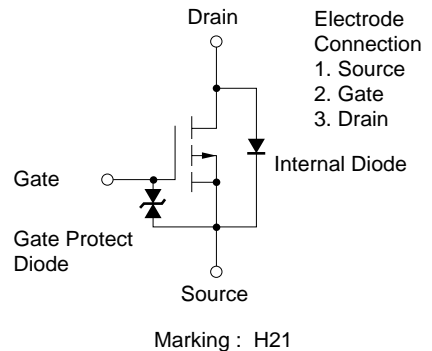 Drain
Electrode
Connection
1. Source
2. Gate
3. Drain
Internal Diode
Gate
Gate Protect
Diode
Source
Marking : H21